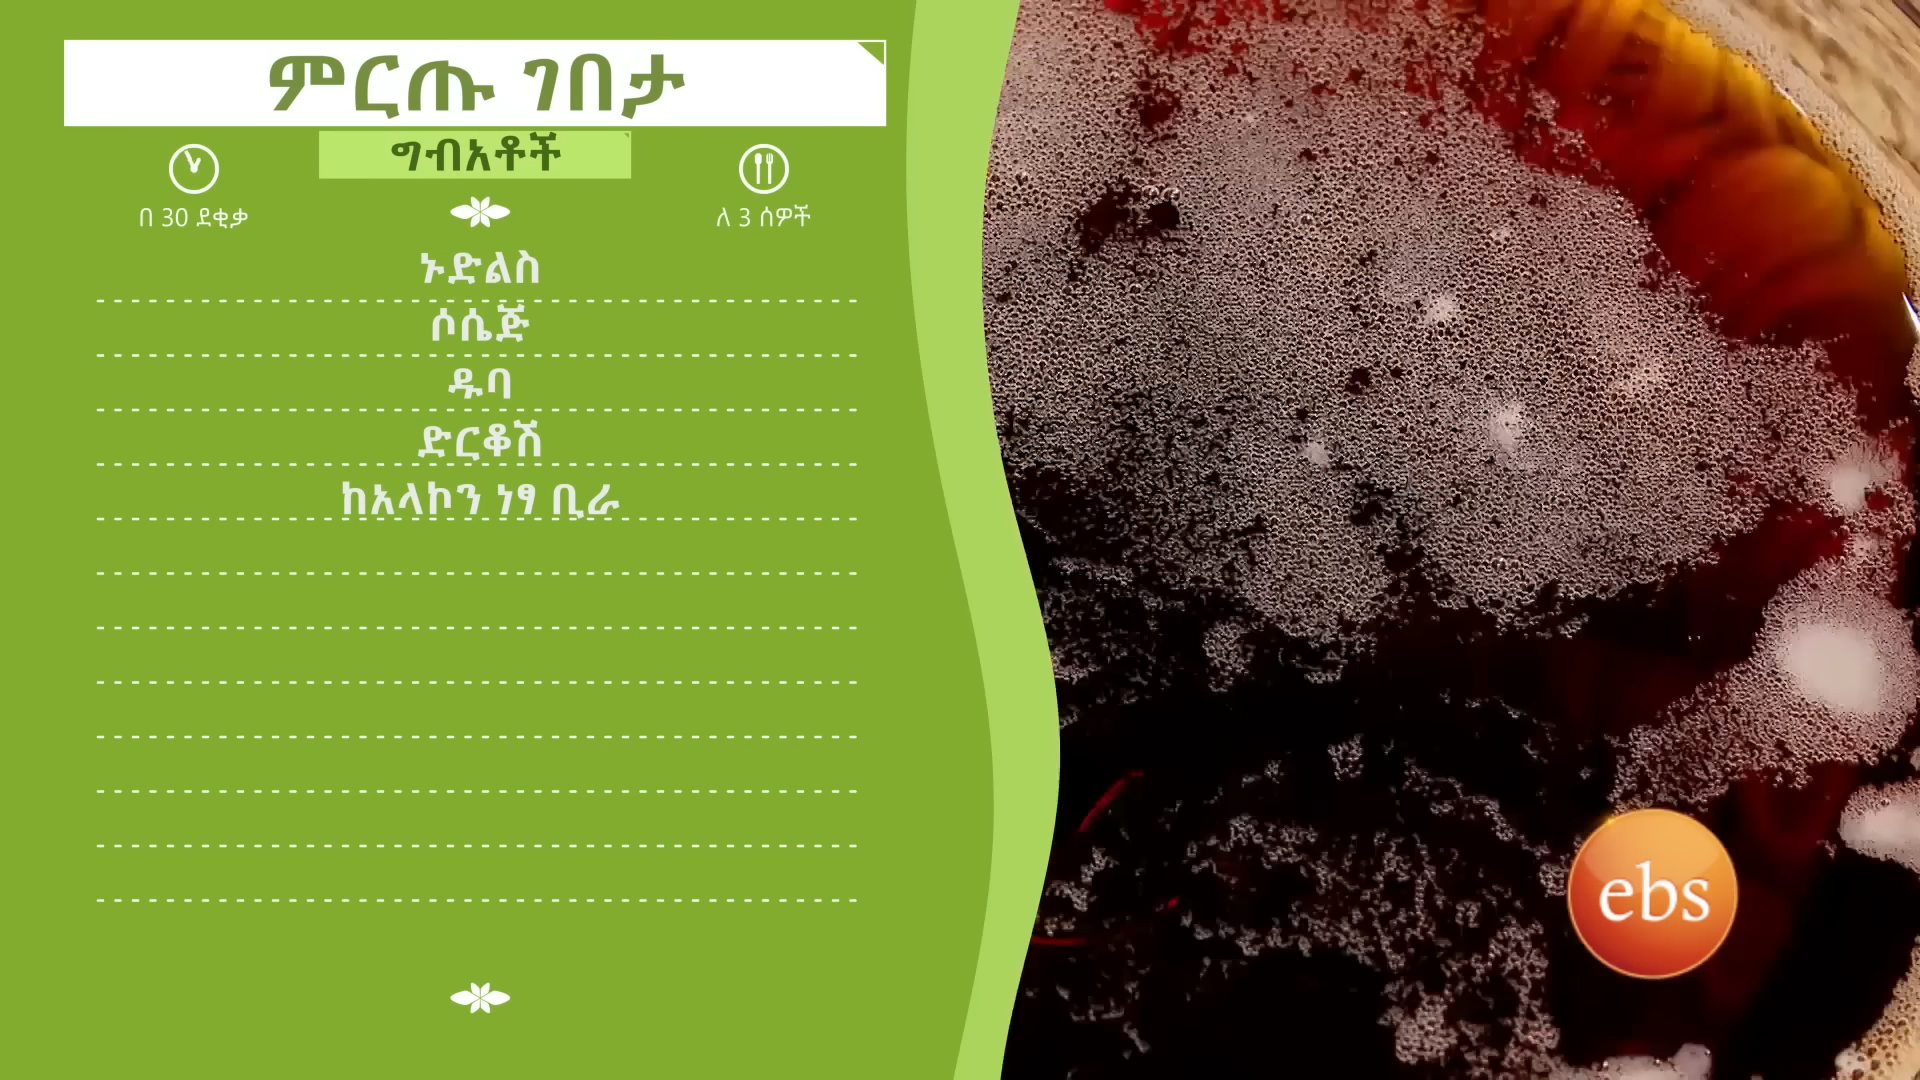 ምርጡ ገበታ
ግብአቶች
በ 30 ደቂቃ
ለ 3 ሰዎች
ኑድልስ
ሶሴጅ
ዱባ
ድርቆሽ
ከአላኮን ነፃ ቢራ
ebs